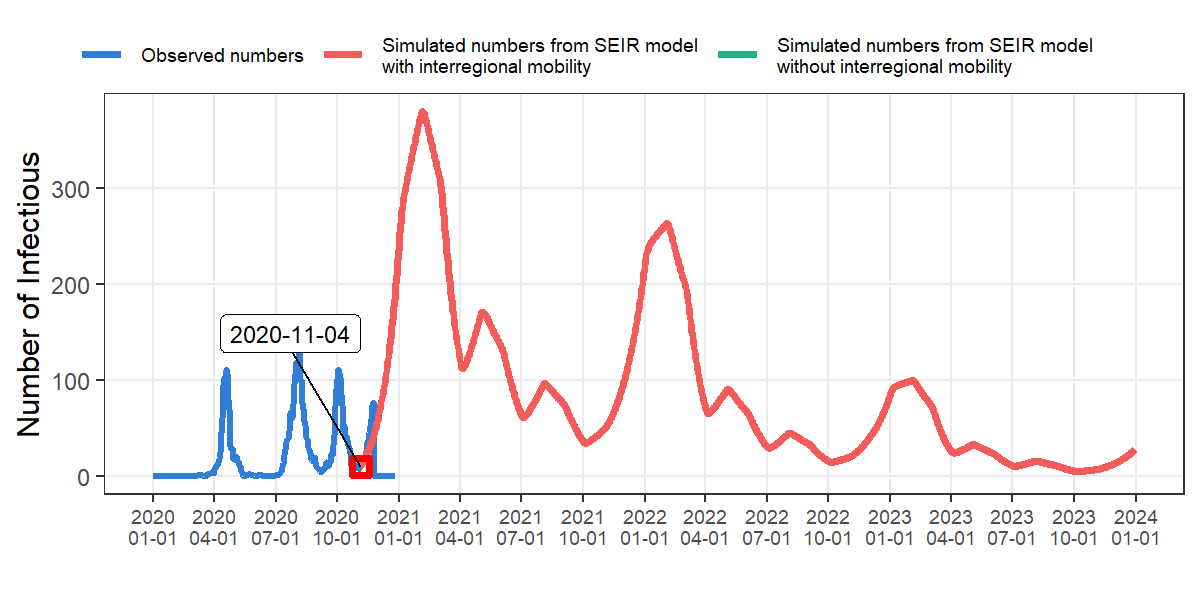 Observed numbers
Simulated numbers from SEIR model
with interregional mobility
Simulated numbers from SEIR model
without interregional mobility
Number of Infectious
300
200
100
0
2020-11-04
2020 2020 2020 2020 2021 2021 2021 2021 2022 2022 2022 2022 2023 2023 2023 2023 2024
01-01 04-01 07-01 10-01 01-01 04-01 07-01 10-01 01-01 04-01 07-01 10-01 01-01 04-01 07-01 10-01 01-01